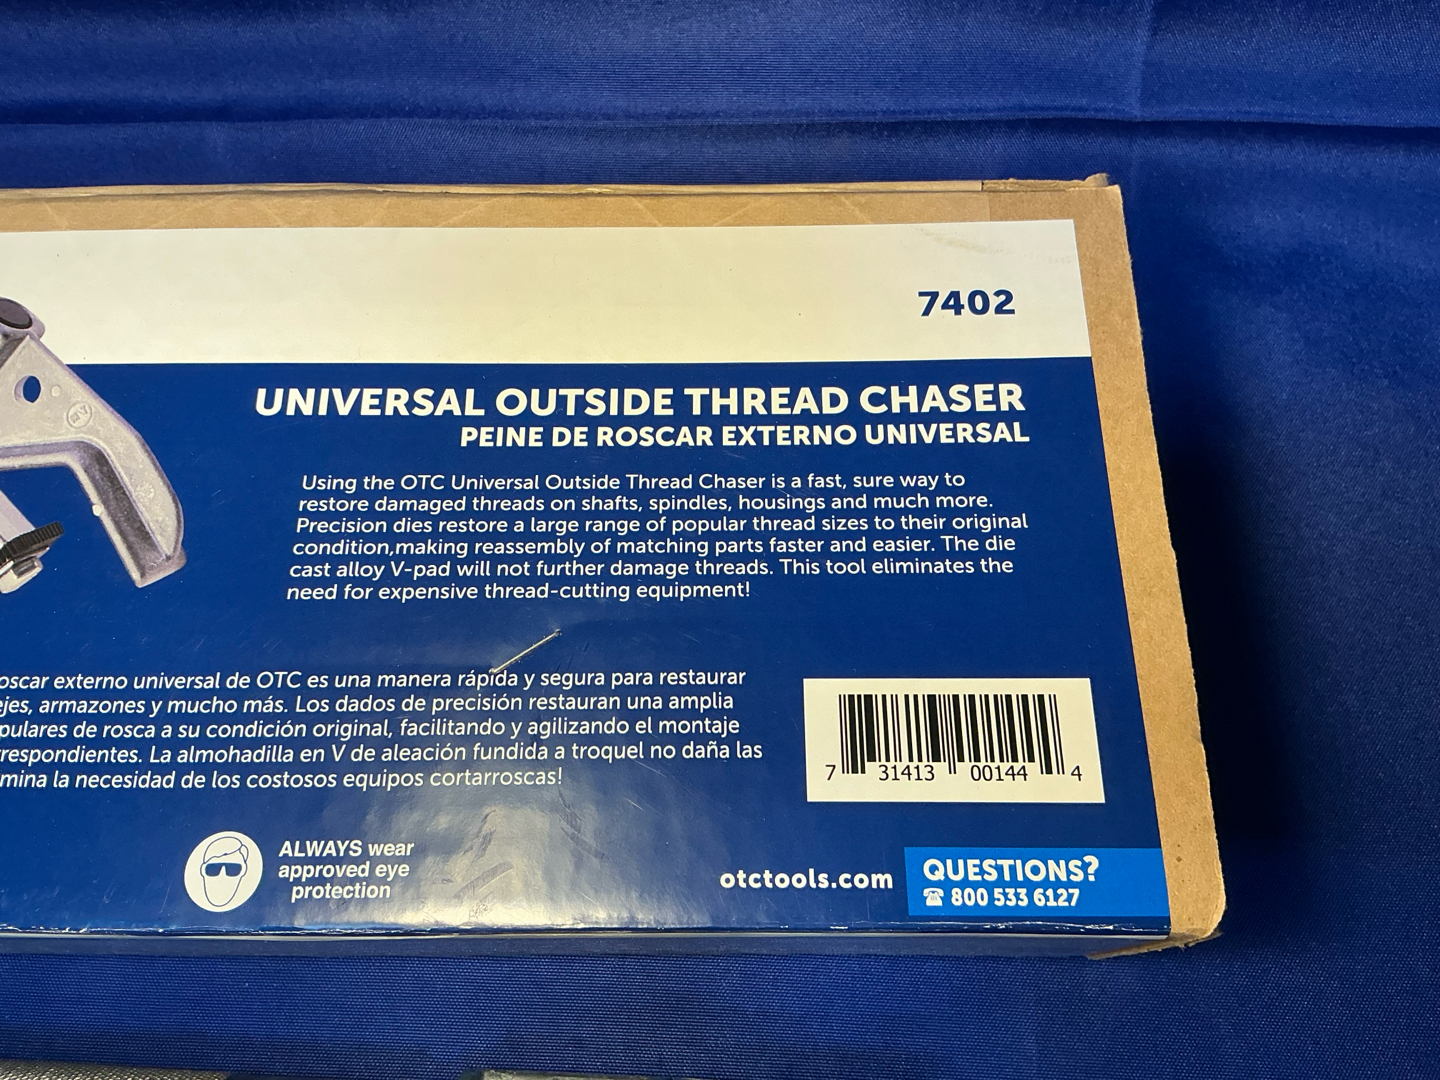 7402
UNIVERSAL OUTSIDE THREAD CHASER
PEINE DE ROSCAR EXTERNO UNIVERSAL
Using the OTC Universal Outside Thread Chaser is a fast, sure way to
restore damaged threads on shafts, spindles, housings and much more.
Precision dies restore a large range of popular thread sizes to their original
condition,making reassembly of matching parts faster and easier. The die
cast alloy V-pad will not further damage threads. This tool eliminates the
need for expensive thread-cutting equipment!
externo universal de OTC es una manera rápida y segura para restaurar
armazones y mucho más. Los dados de precisión restauran una amplia
de rosca a su condición original, facilitando y agilizando el montaje
La almohadilla en V de aleación fundida a troquel no daña las
la necesidad de los costosos equipos cortarroscas!
7 31413 00144 4
ALWAYS wear
approved eye
protection
otctools.com
QUESTIONS?
☎ 800 533 6127